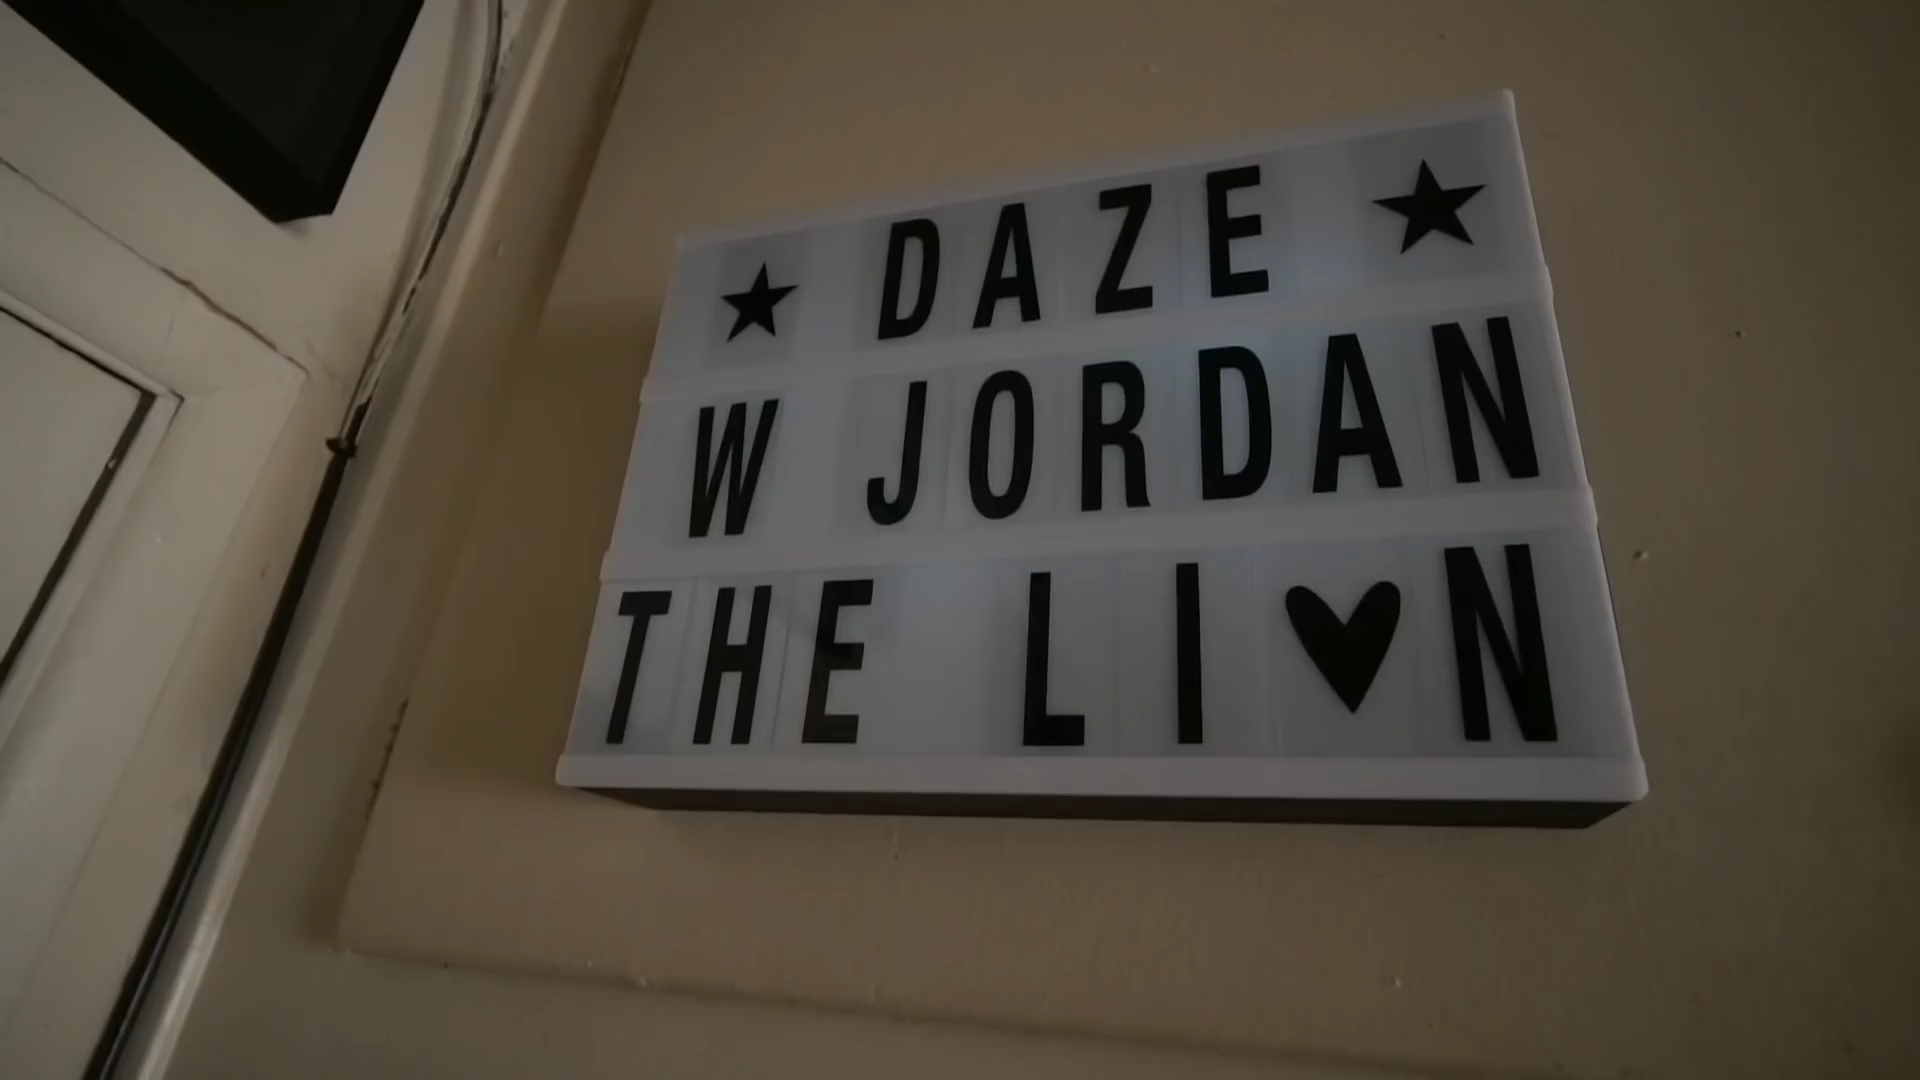 ★ DAZE ★
W JORDAN
THE LI♥N